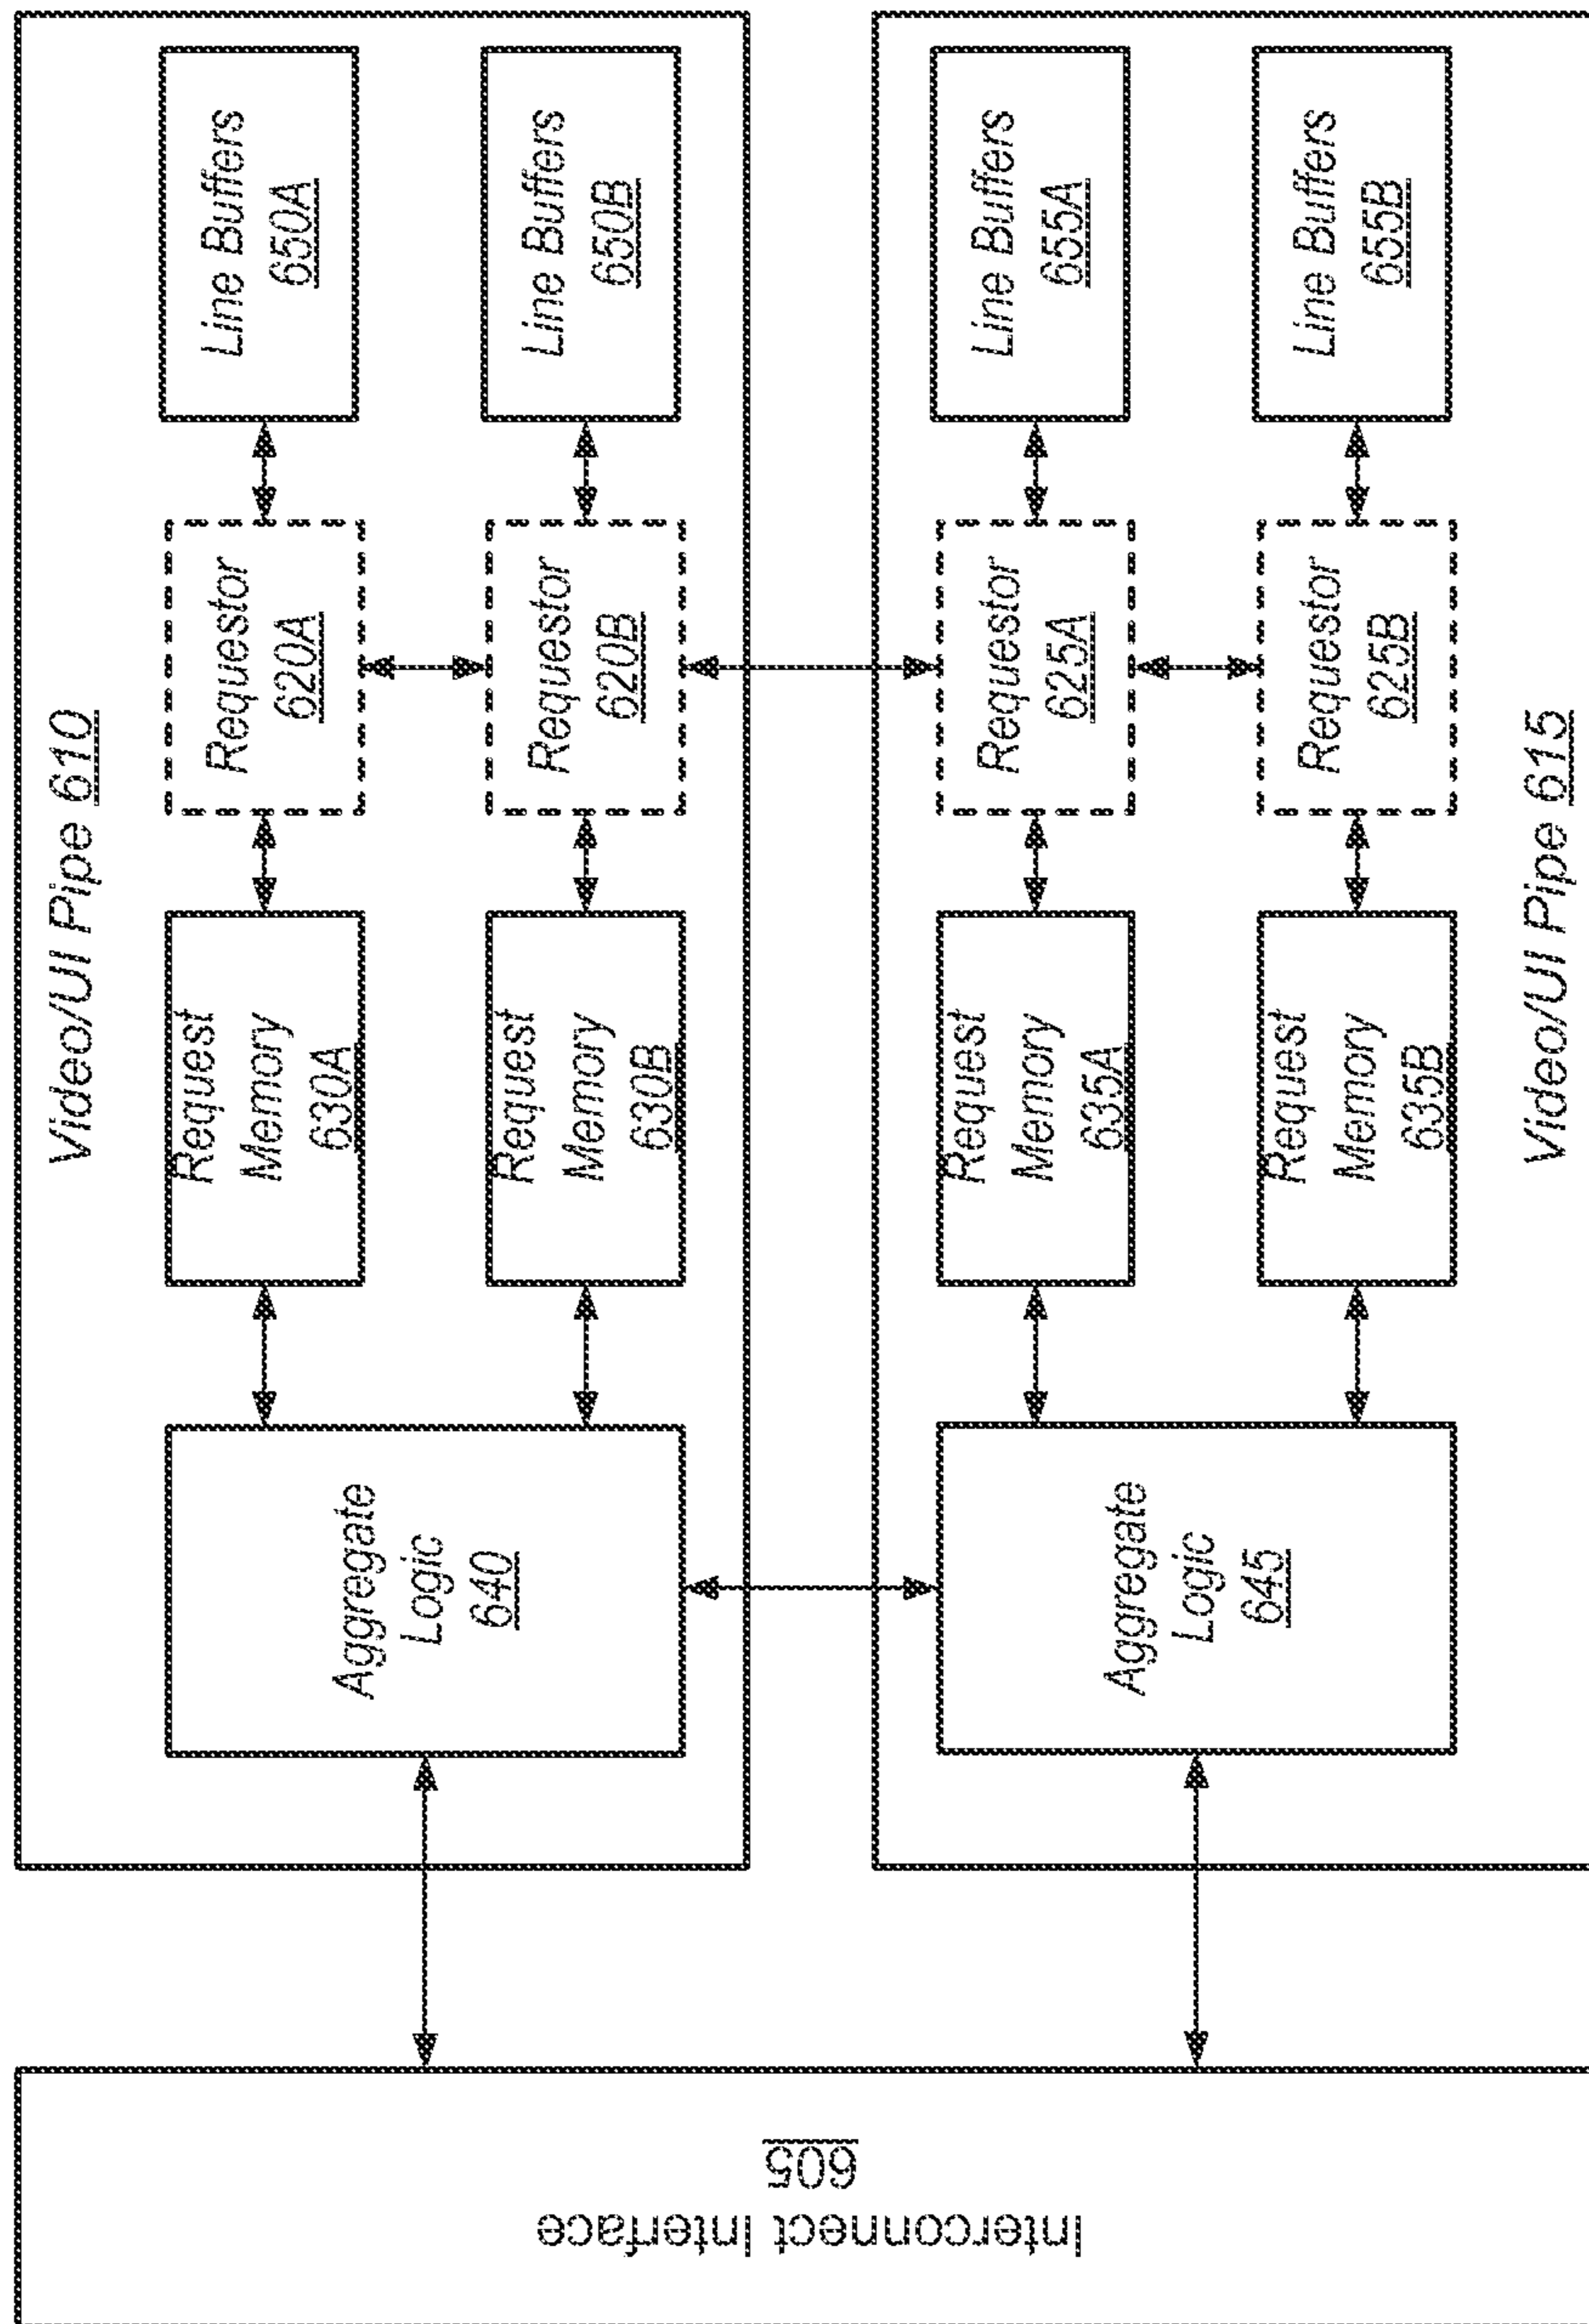 Interconnect Interface
605
Video/UI Pipe 610
Aggregate
Logic
640
Request
Memory
630A
Requestor
620A
Line Buffers
650A
Request
Memory
630B
Requestor
620B
Line Buffers
650B
Aggregate
Logic
645
Request
Memory
635A
Requestor
625A
Line Buffers
655A
Request
Memory
635B
Requestor
625B
Line Buffers
655B
Video/UI Pipe 615